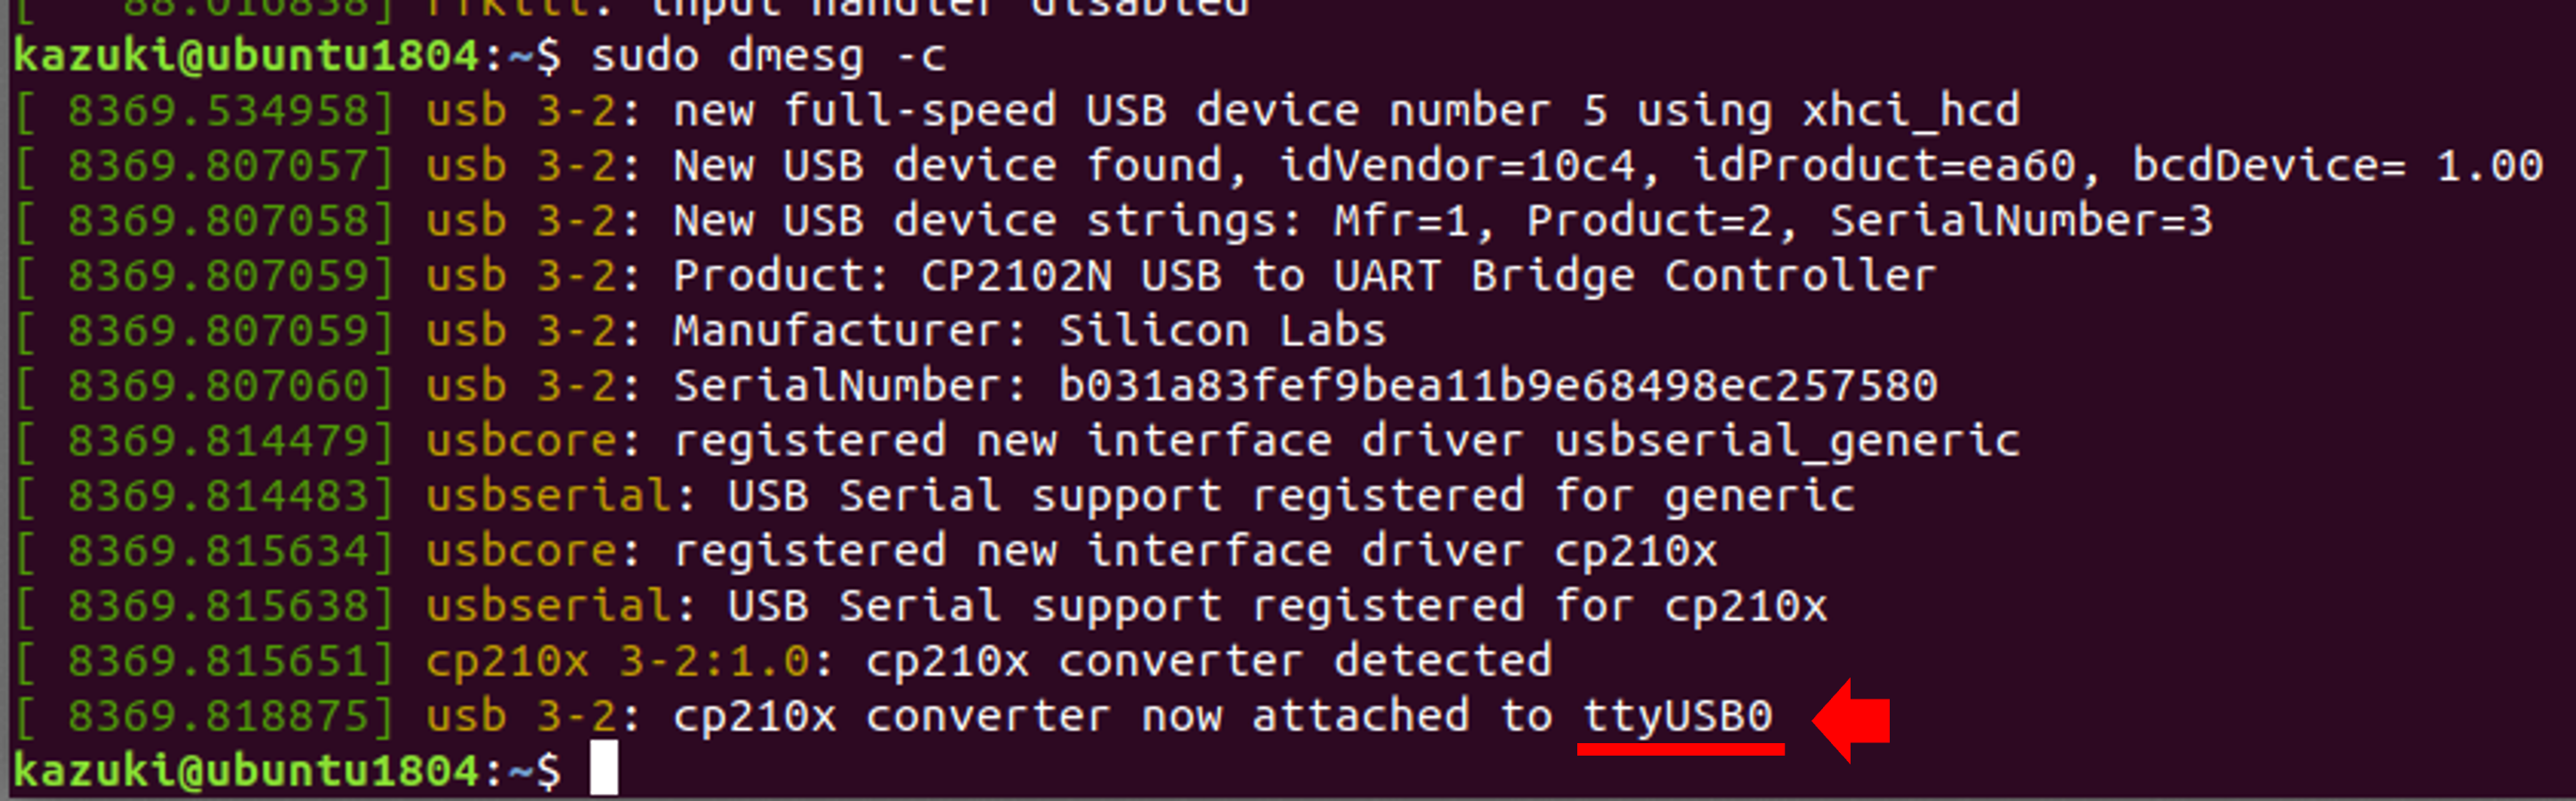 [   88.016838] rfkill: input handler disabled
kazuki@ubuntu1804:~$ sudo dmesg -c
[ 8369.534958] usb 3-2: new full-speed USB device number 5 using xhci_hcd
[ 8369.807057] usb 3-2: New USB device found, idVendor=10c4, idProduct=ea60, bcdDevice= 1.00
[ 8369.807058] usb 3-2: New USB device strings: Mfr=1, Product=2, SerialNumber=3
[ 8369.807059] usb 3-2: Product: CP2102N USB to UART Bridge Controller
[ 8369.807059] usb 3-2: Manufacturer: Silicon Labs
[ 8369.807060] usb 3-2: SerialNumber: b031a83fef9bea11b9e68498ec257580
[ 8369.814479] usbcore: registered new interface driver usbserial_generic
[ 8369.814483] usbserial: USB Serial support registered for generic
[ 8369.815634] usbcore: registered new interface driver cp210x
[ 8369.815638] usbserial: USB Serial support registered for cp210x
[ 8369.815651] cp210x 3-2:1.0: cp210x converter detected
[ 8369.818875] usb 3-2: cp210x converter now attached to ttyUSB0
kazuki@ubuntu1804:~$